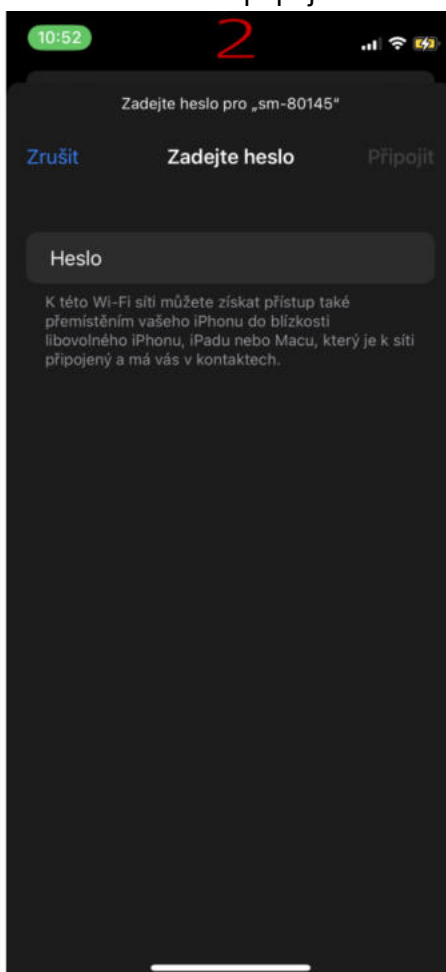 10:52
2
Zadejte heslo pro „sm-80145“
Zrušit
Zadejte heslo
Připojit
Heslo
K této Wi-Fi síti můžete získat přístup také
přemístěním vašeho iPhonu do blízkosti
libovolného iPhonu, iPadu nebo Macu, který je k síti
připojený a má vás v kontaktech.